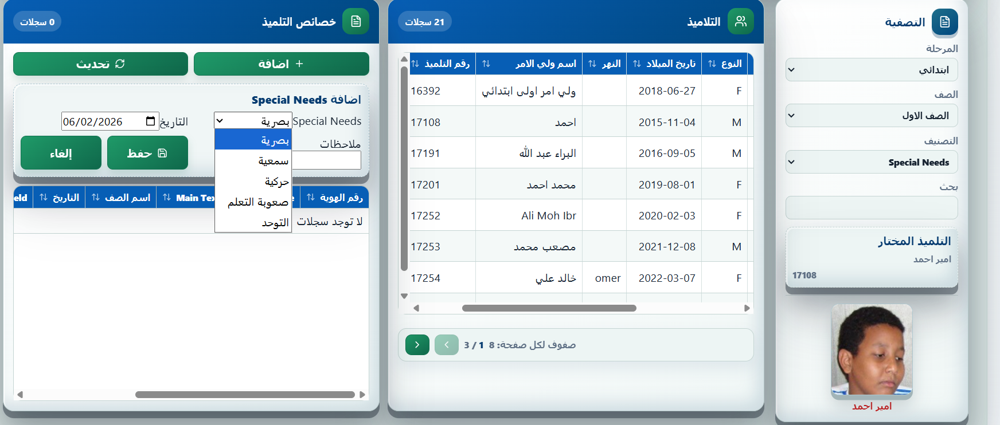 التصفية
المرحلة
ابتدائي
الصف
الصف الاول
التصنيف
Special Needs
بحث
التلميذ المختار
امير احمد
17108
امير احمد
التلاميذ
21 سجلات
النوع تاريخ الميلاد النهر اسم ولي الامر رقم التلميذ
F 2018-06-27 ولي امر اولى ابتدائي 16392
M 2015-11-04 احمد 17108
M 2016-09-05 البراء عبد الله 17191
F 2019-08-01 محمد احمد 17201
F 2020-02-03 Ali Moh Ibr 17252
M 2021-12-08 مصعب محمد 17253
F 2022-03-07 omer خالد علي 17254
صفوف لكل صفحة: 8 1 / 3
خصائص التلميذ
0 سجلات
+ اضافة
تحديث
اضافة Special Needs
Special Needs بصرية التاريخ 06/02/2026
بصرية
سمعية
حركية
صعوبة التعلم
التوحد
ملاحظات
حفظ
إلغاء
رقم الهوية Main Te اسم الصف التاريخ eld
لا توجد سجلات